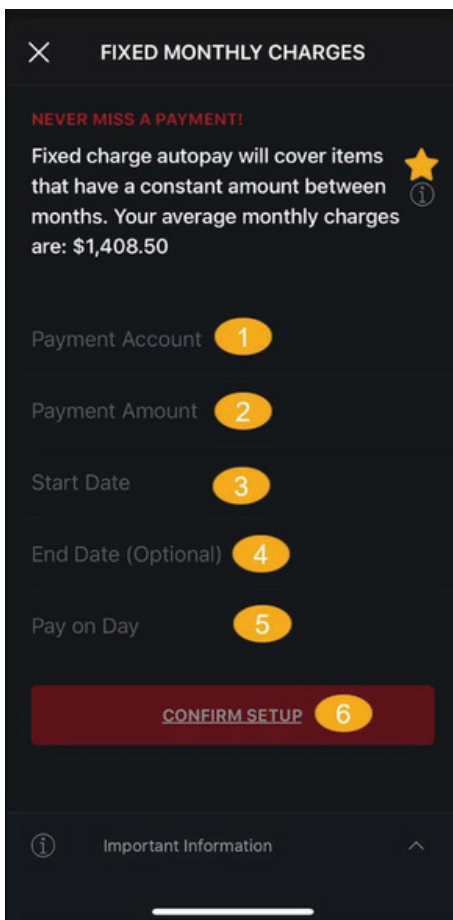 FIXED MONTHLY CHARGES
NEVER MISS A PAYMENT!
Fixed charge autopay will cover items
that have a constant amount between
months. Your average monthly charges
are: $1,408.50
Payment Account 1
Payment Amount 2
Start Date 3
End Date (Optional) 4
Pay on Day 5
CONFIRM SETUP 6
Important Information